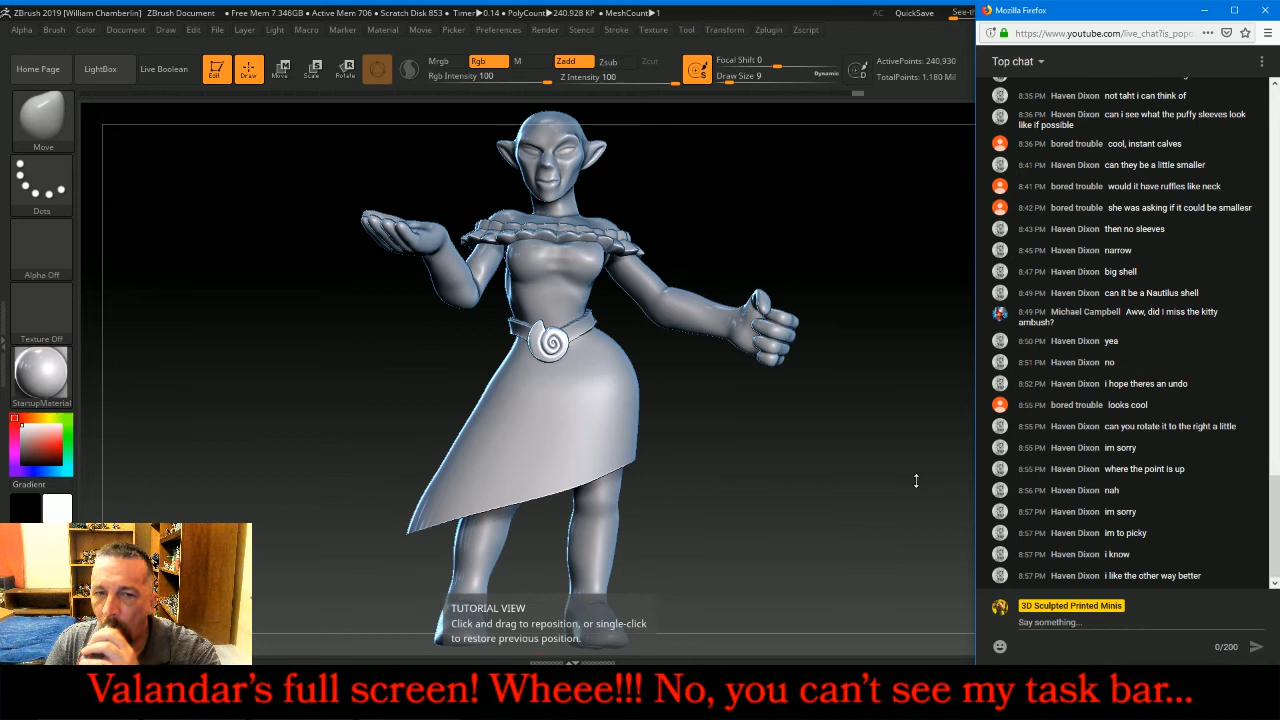 ZBrush 2019 [William Chamberlin] ZBrush Document • Free Mem 7.346GB • Active Mem 706 • Scratch Disk 853 • Timer▶0.14 • PolyCount▶240.928 KP • MeshCount▶1 AC QuickSave
Alpha Brush Color Document Draw Edit File Layer Light Macro Marker Material Movie Picker Preferences Render Stencil Stroke Texture Tool Transform Zplugin Zscript
Home Page LightBox Live Boolean Edit Draw Move Scale Rotate
Mrgb Rgb M Zadd Zsub Zcut
Rgb Intensity 100 Z Intensity 100
Focal Shift 0
Draw Size 9 Dynamic
S D
ActivePoints: 240,930
TotalPoints: 1.180 Mil
Move
Dots
Alpha Off
Texture Off
StartupMaterial
Gradient
TUTORIAL VIEW
Click and drag to reposition, or single-click
to restore previous position.
Mozilla Firefox
https://www.youtube.com/live_chat?is_popo
Top chat
8:35 PM Haven Dixon not taht i can think of
8:36 PM Haven Dixon can i see what the puffy sleeves look
like if possible
8:36 PM bored trouble cool, instant calves
8:41 PM Haven Dixon can they be a little smaller
8:41 PM bored trouble would it have ruffles like neck
8:42 PM bored trouble she was asking if it could be smallesr
8:43 PM Haven Dixon then no sleeves
8:45 PM Haven Dixon narrow
8:47 PM Haven Dixon big shell
8:49 PM Haven Dixon can it be a Nautilus shell
8:49 PM Michael Campbell Aww, did I miss the kitty
ambush?
8:50 PM Haven Dixon yea
8:51 PM Haven Dixon no
8:52 PM Haven Dixon i hope theres an undo
8:55 PM bored trouble looks cool
8:55 PM Haven Dixon can you rotate it to the right a little
8:55 PM Haven Dixon im sorry
8:55 PM Haven Dixon where the point is up
8:56 PM Haven Dixon nah
8:57 PM Haven Dixon im sorry
8:57 PM Haven Dixon im to picky
8:57 PM Haven Dixon i know
8:57 PM Haven Dixon i like the other way better
3D Sculpted Printed Minis
Say something...
0/200
Valandar's full screen! Wheee!!! No, you can't see my task bar...